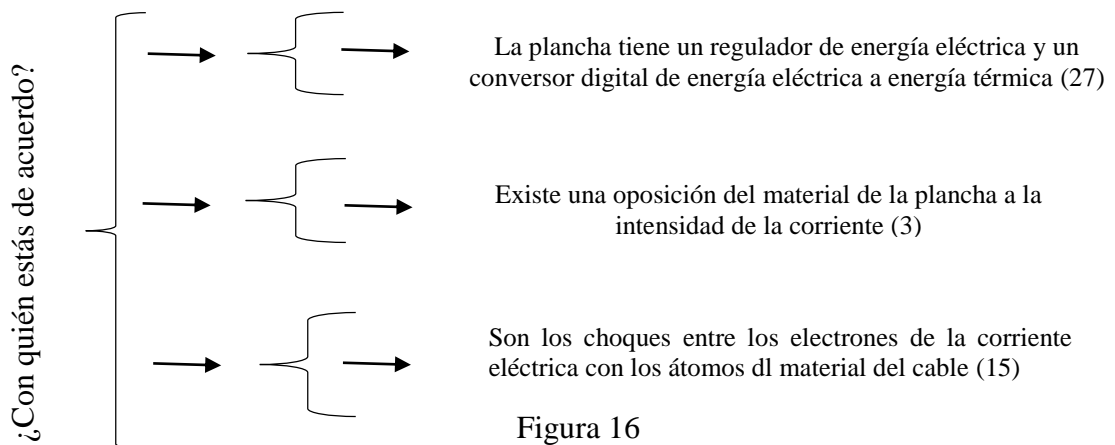 ¿Con quién estás de acuerdo?
La plancha tiene un regulador de energía eléctrica y un
conversor digital de energía eléctrica a energía térmica (27)
Existe una oposición del material de la plancha a la
intensidad de la corriente (3)
Son los choques entre los electrones de la corriente
eléctrica con los átomos dl material del cable (15)
Figura 16